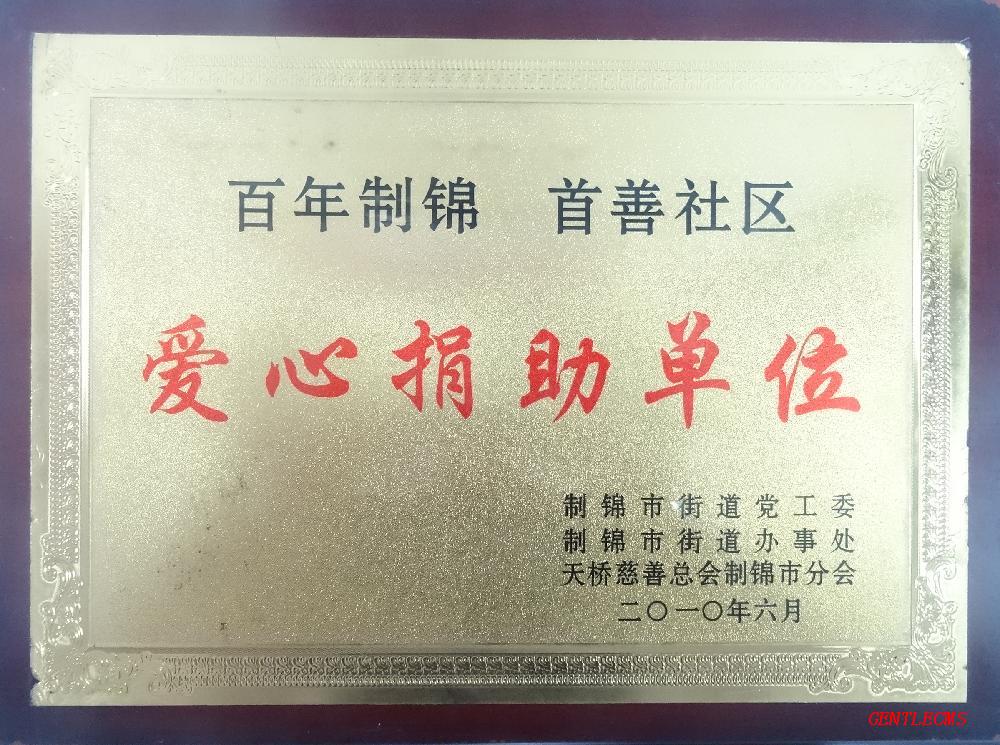 百年制锦 首善社区
爱心捐助单位
制锦市街道党工委
制锦市街道办事处
天桥慈善总会制锦市分会
二〇一〇年六月
GENTLECMS